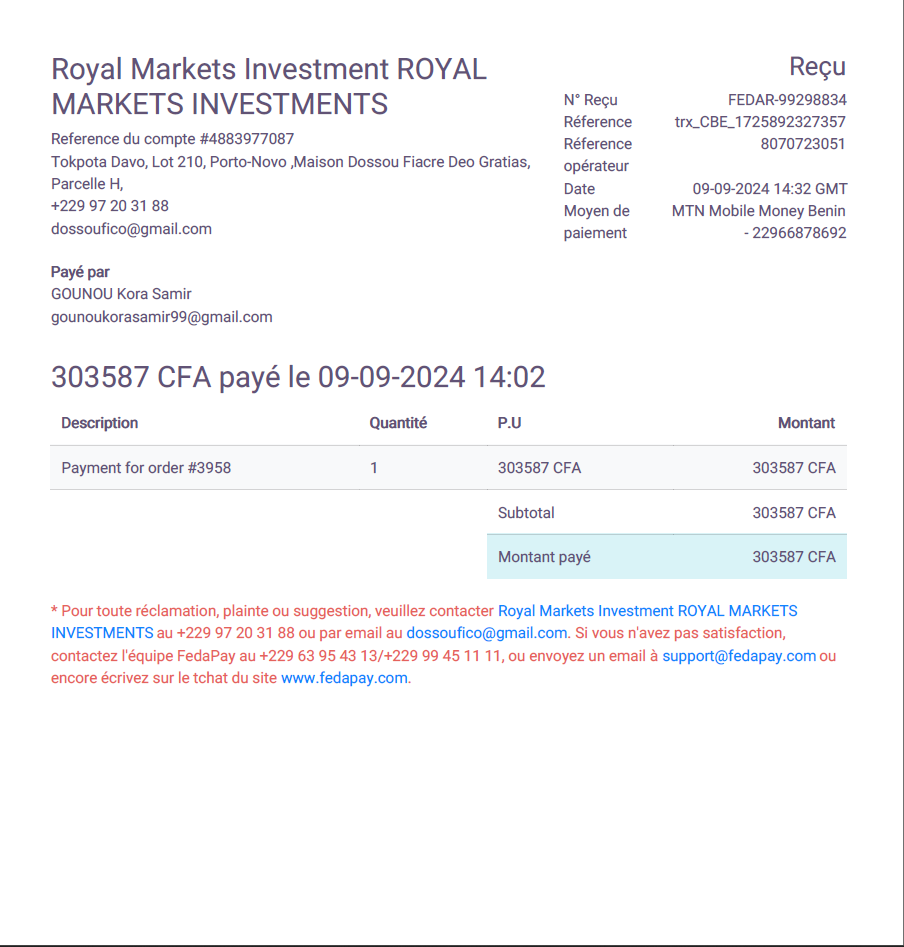 Royal Markets Investment ROYAL
MARKETS INVESTMENTS
Reference du compte #4883977087
Tokpota Davo, Lot 210, Porto-Novo ,Maison Dossou Fiacre Deo Gratias,
Parcelle H,
+229 97 20 31 88
dossoufico@gmail.com
Reçu
N° Reçu FEDAR-99298834
Réference trx_CBE_1725892327357
Réference 8070723051
opérateur
Date 09-09-2024 14:32 GMT
Moyen de MTN Mobile Money Benin
paiement - 22966878692
Payé par
GOUNOU Kora Samir
gounoukorasamir99@gmail.com
303587 CFA payé le 09-09-2024 14:02
Description Quantité P.U Montant
Payment for order #3958 1 303587 CFA 303587 CFA
Subtotal 303587 CFA
Montant payé 303587 CFA
* Pour toute réclamation, plainte ou suggestion, veuillez contacter Royal Markets Investment ROYAL MARKETS
INVESTMENTS au +229 97 20 31 88 ou par email au dossoufico@gmail.com. Si vous n'avez pas satisfaction,
contactez l'équipe FedaPay au +229 63 95 43 13/+229 99 45 11 11, ou envoyez un email à support@fedapay.com ou
encore écrivez sur le tchat du site www.fedapay.com.